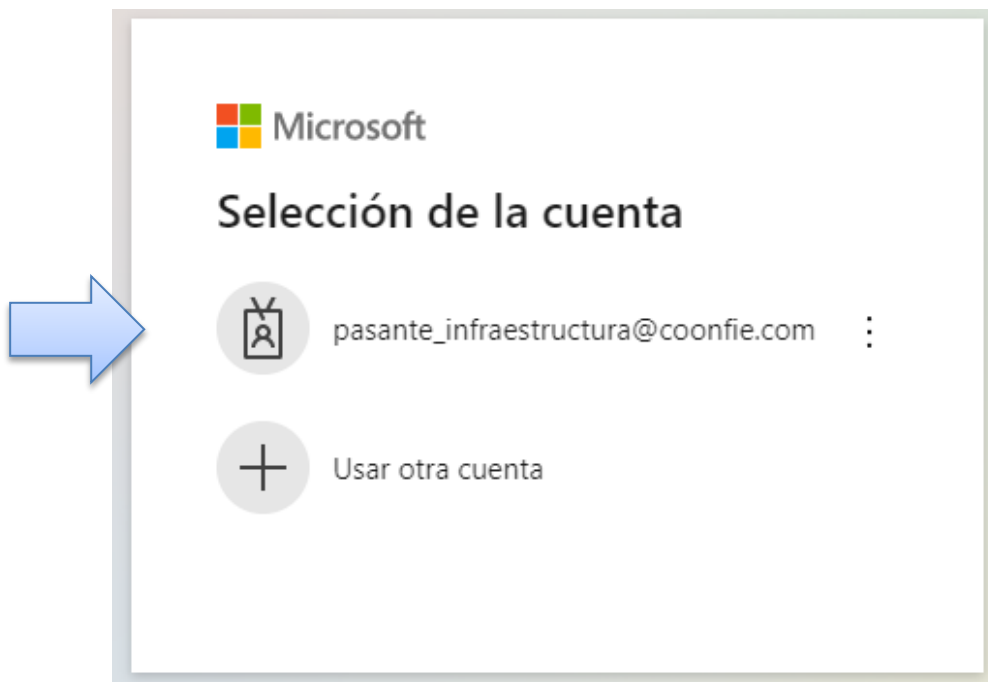 Microsoft
Selección de la cuenta
pasante_infraestructura@coonfie.com
Usar otra cuenta